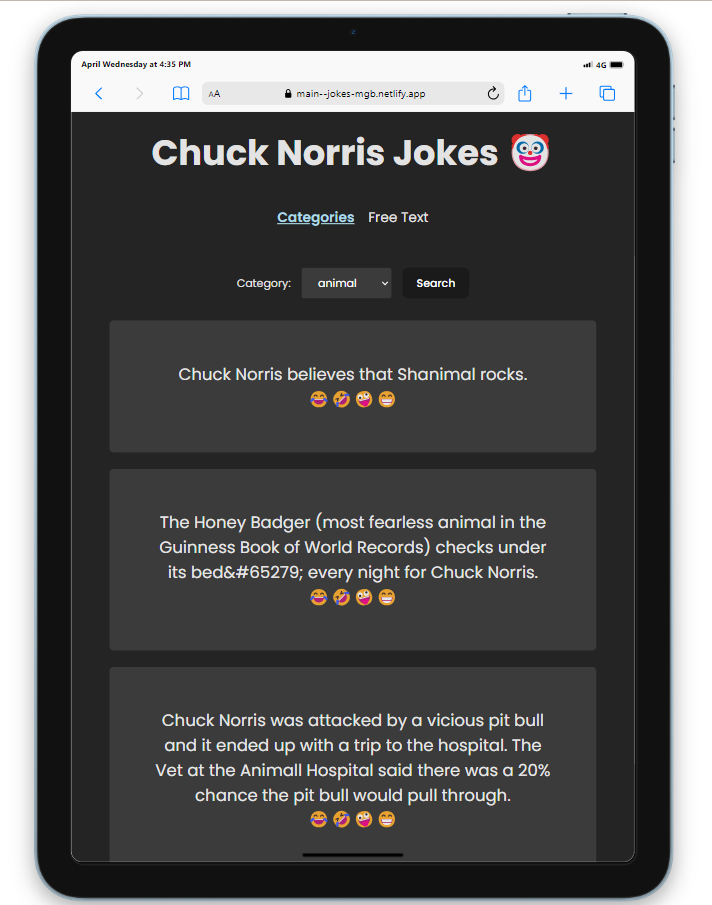 April Wednesday at 4:35 PM
4G
AA
main--jokes-mgb.netlify.app
Chuck Norris Jokes 🤡
Categories Free Text
Category: animal Search
Chuck Norris believes that Shanimal rocks.
😂 🤣 🤪 😁
The Honey Badger (most fearless animal in the
Guinness Book of World Records) checks under
its bed&#65279; every night for Chuck Norris.
😂 🤣 🤪 😁
Chuck Norris was attacked by a vicious pit bull
and it ended up with a trip to the hospital. The
Vet at the Animall Hospital said there was a 20%
chance the pit bull would pull through.
😂 🤣 🤪 😁